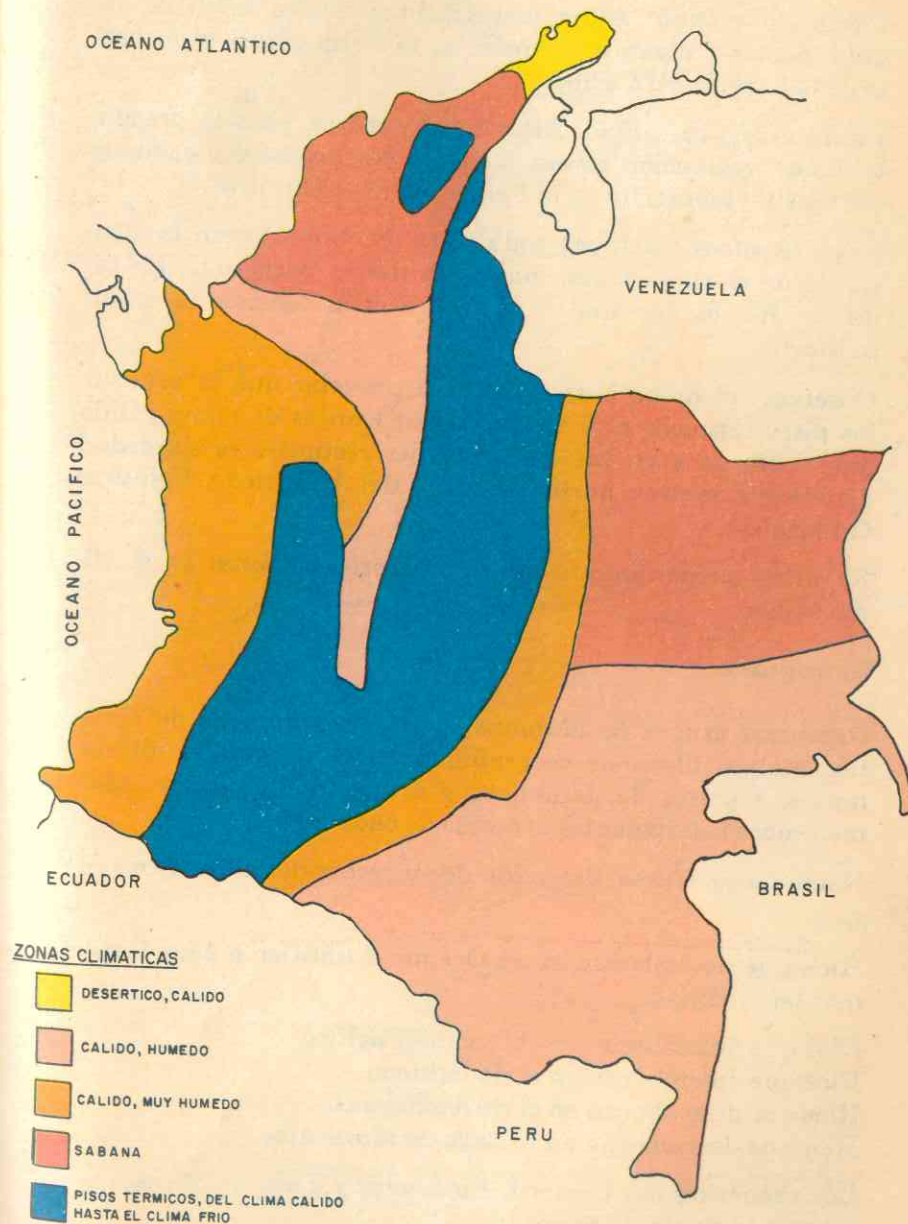 OCEANO ATLANTICO
VENEZUELA
OCEANO PACIFICO
ECUADOR
BRASIL
ZONAS CLIMATICAS
DESERTICO, CALIDO
CALIDO, HUMEDO
CALIDO, MUY HUMEDO
SABANA
PERU
PISOS TERMICOS, DEL CLIMA CALIDO
HASTA EL CLIMA FRIO